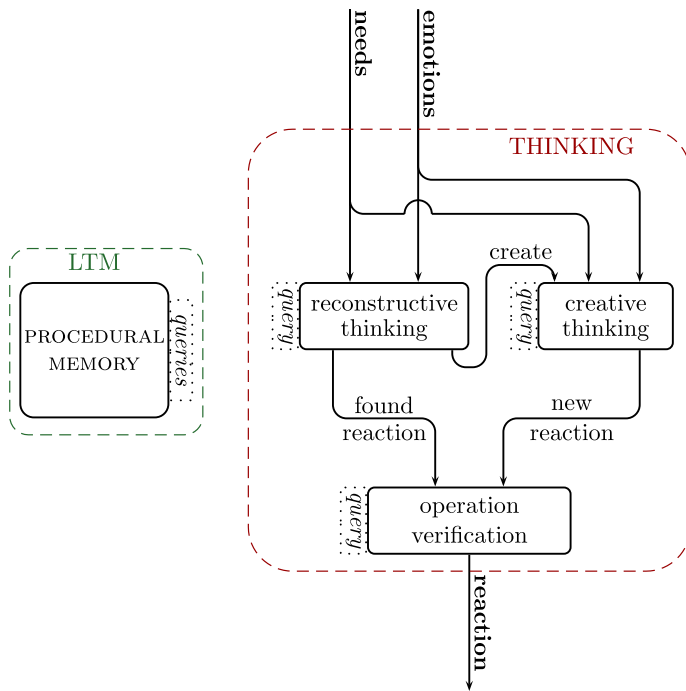 needs
emotions
THINKING
LTM
create
PROCEDURAL
MEMORY
queries
query
reconstructive
thinking
query
creative
thinking
found
reaction
new
reaction
query
operation
verification
reaction